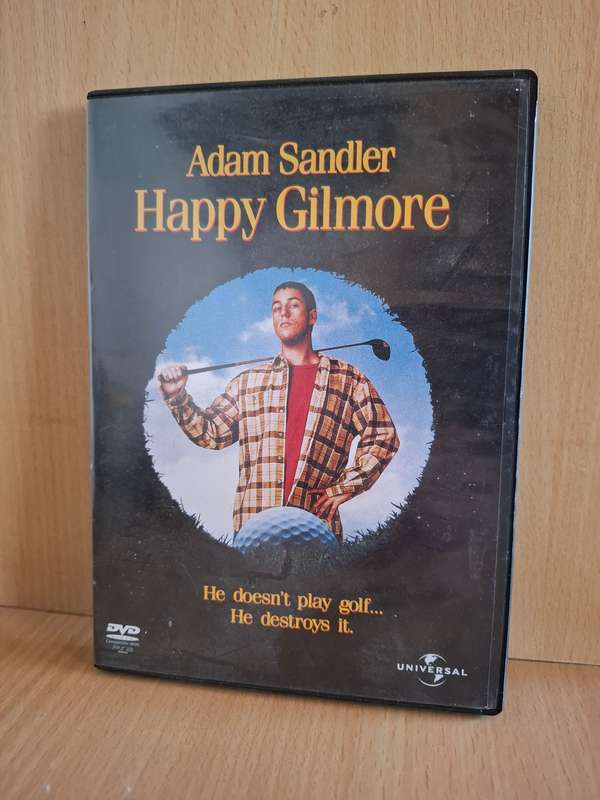 Adam Sandler
Happy Gilmore
He doesn't play golf...
He destroys it.
DVD
UNIVERSAL